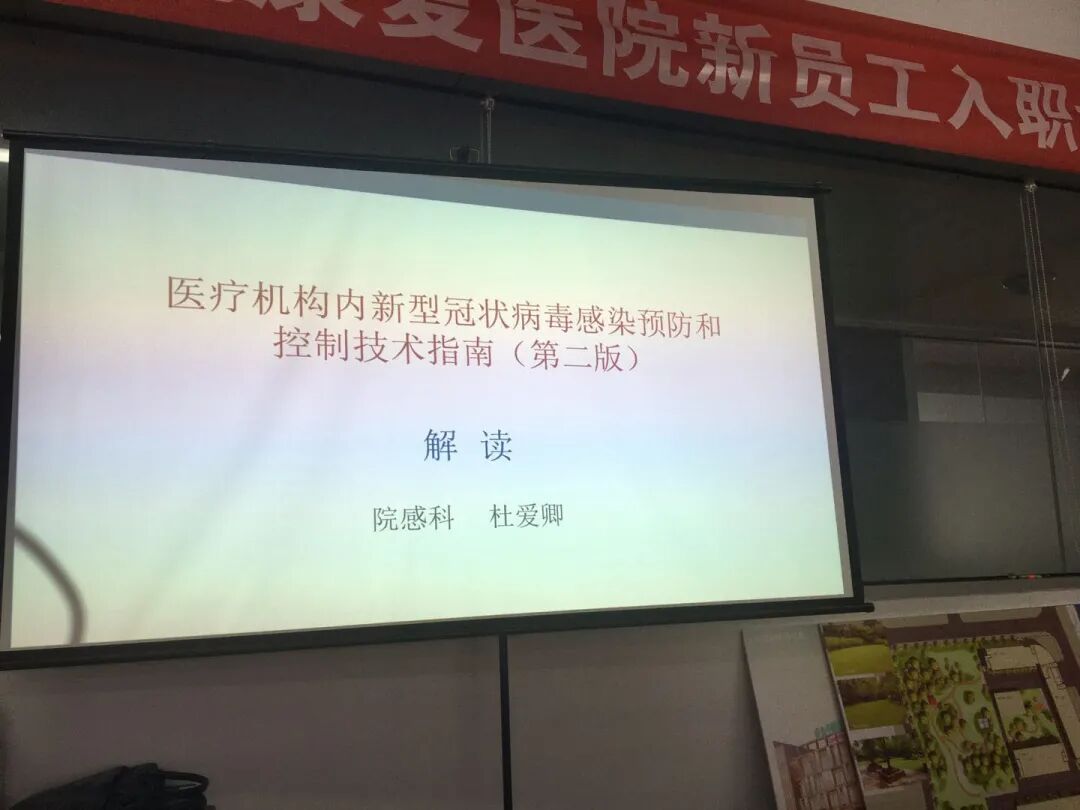 康爱医院新员工入职
医疗机构内新型冠状病毒感染预防和
控制技术指南（第二版）
解 读
院感科 杜爱卿